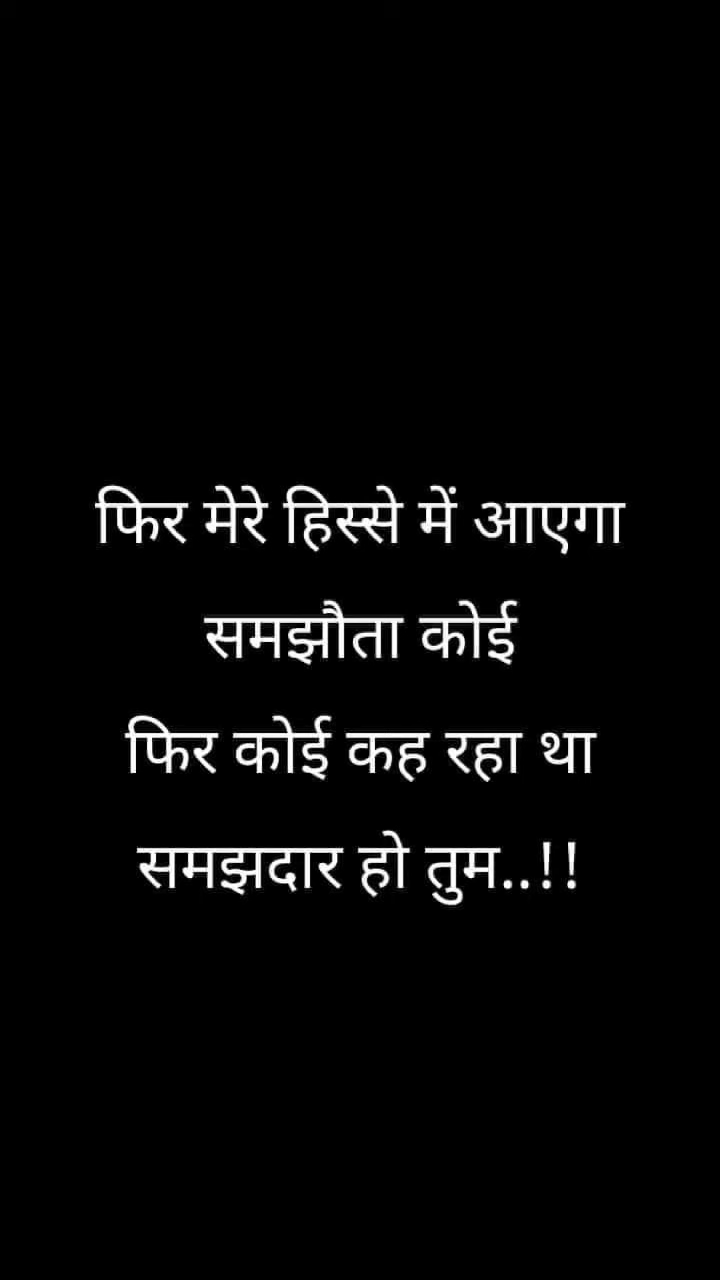 फिर मेरे हिस्से में आएगा
समझौता कोई
फिर कोई कह रहा था
समझदार हो तुम..!!